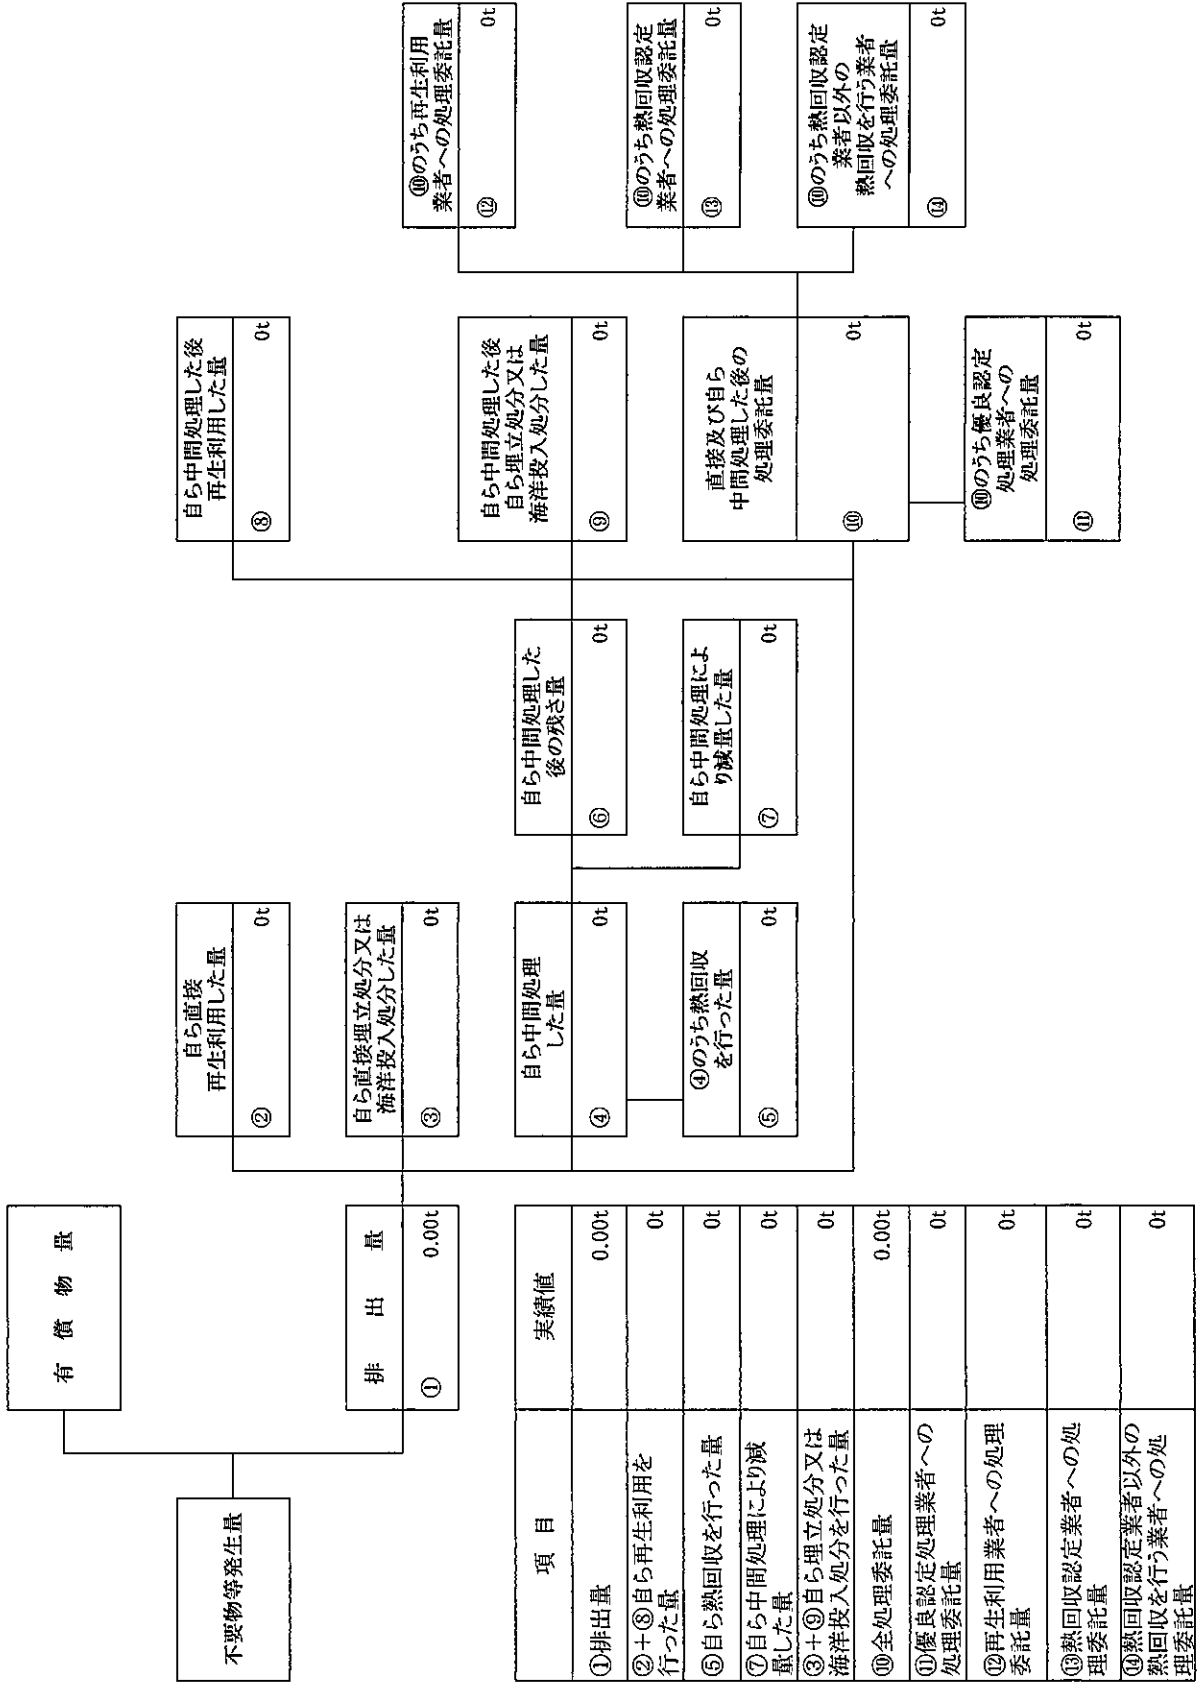 不要物等発生量
有償物量
排出量
① 0.00t
自ら直接
再生利用した量
② 0t
自ら直接埋立処分又は
海洋投入処分した量
③ 0t
自ら中間処理
した量
④ 0t
④のうち熱回収
を行った量
⑤ 0t
自ら中間処理した
後の残さ量
⑥ 0t
自ら中間処理によ
り減量した量
⑦ 0t
自ら中間処理した後
再生利用した量
⑧ 0t
自ら中間処理した後
自ら埋立処分又は
海洋投入処分した量
⑨ 0t
直接及び自ら
中間処理した後の
処理委託量
⑩ 0t
⑩のうち優良認定
処理業者への
処理委託量
⑪ 0t
⑩のうち再生利用
業者への処理委託量
⑫ 0t
⑩のうち熱回収認定
業者への処理委託量
⑬ 0t
⑩のうち熱回収認定
業者以外の
熱回収を行う業者
への処理委託量
⑭ 0t
項目 実績値
①排出量 0.00t
②+⑧自ら再生利用を
行った量 0t
⑤自ら熱回収を行った量 0t
⑦自ら中間処理により減
量した量 0t
③+⑨自ら埋立処分又は
海洋投入処分を行った量 0t
⑩全処理委託量 0.00t
⑪優良認定処理業者への
処理委託量 0t
⑫再生利用業者への処理
委託量 0t
⑬熱回収認定業者への処
理委託量 0t
⑭熱回収認定業者以外の
熱回収を行う業者への処
理委託量 0t